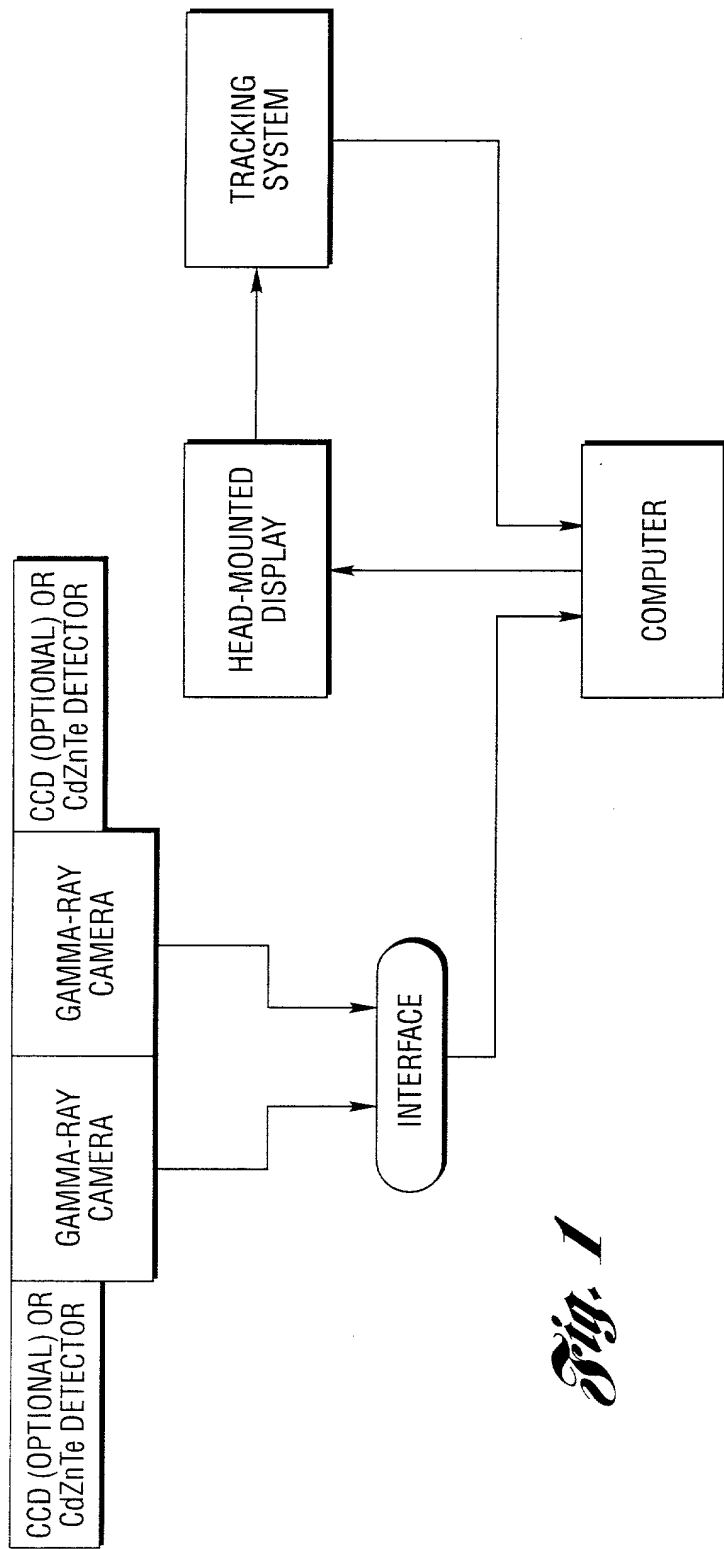 CCD (OPTIONAL) OR
CdZnTe DETECTOR
GAMMA-RAY
CAMERA
GAMMA-RAY
CAMERA
CCD (OPTIONAL) OR
CdZnTe DETECTOR
INTERFACE
HEAD-MOUNTED
DISPLAY
TRACKING
SYSTEM
COMPUTER
Fig. 1